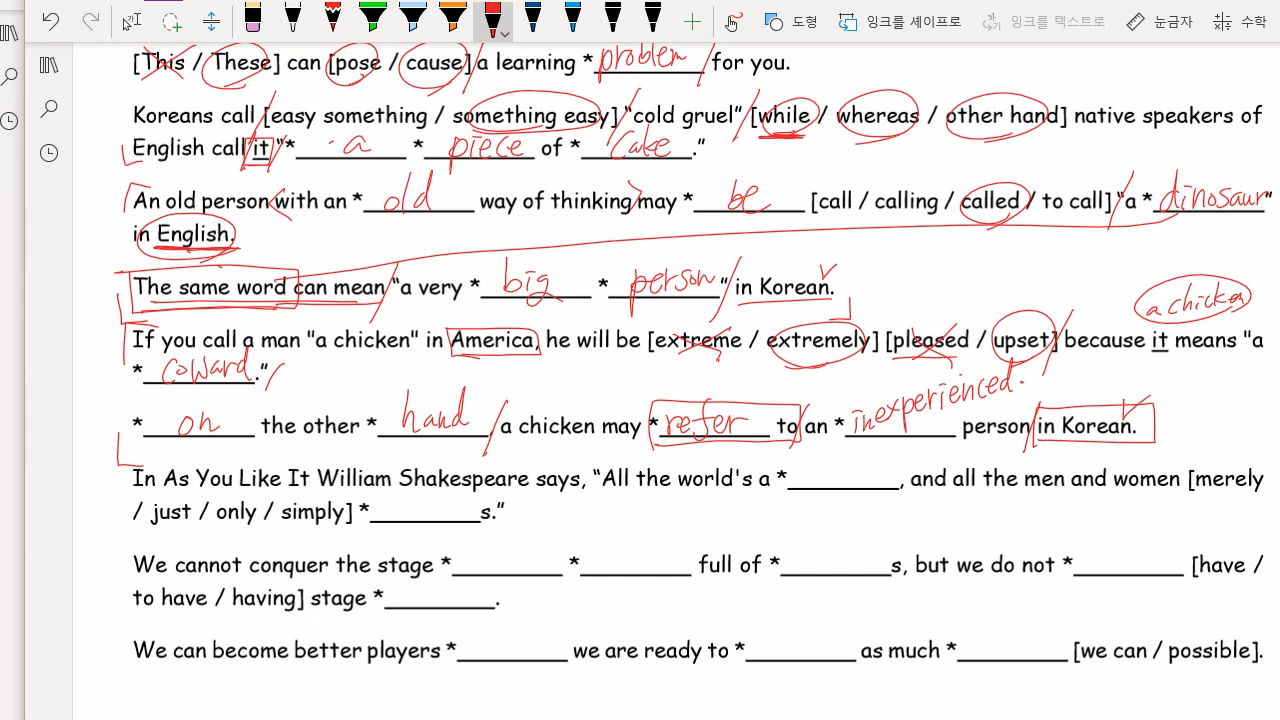 도형 잉크를 셰이프로 잉크를 텍스트로 눈금자 수학
[This / These] can [pose / cause] a learning *problem for you.
Koreans call [easy something / something easy] "cold gruel" [while / whereas / other hand] native speakers of
English call it "*a *piece of *cake."
An old person with an *old way of thinking may *be [call / calling / called / to call] "a *dinosaur"
in English.
The same word can mean "a very *big *person" in Korean.
a chicken
If you call a man "a chicken" in America, he will be [extreme / extremely] [pleased / upset] because it means "a
*coward."
*on the other *hand, a chicken may *refer to an *inexperienced. person in Korean.
In As You Like It William Shakespeare says, "All the world's a *________, and all the men and women [merely
/ just / only / simply] *________s."
We cannot conquer the stage *________ *________ full of *________s, but we do not *________ [have /
to have / having] stage *________.
We can become better players *________ we are ready to *________ as much *________ [we can / possible].